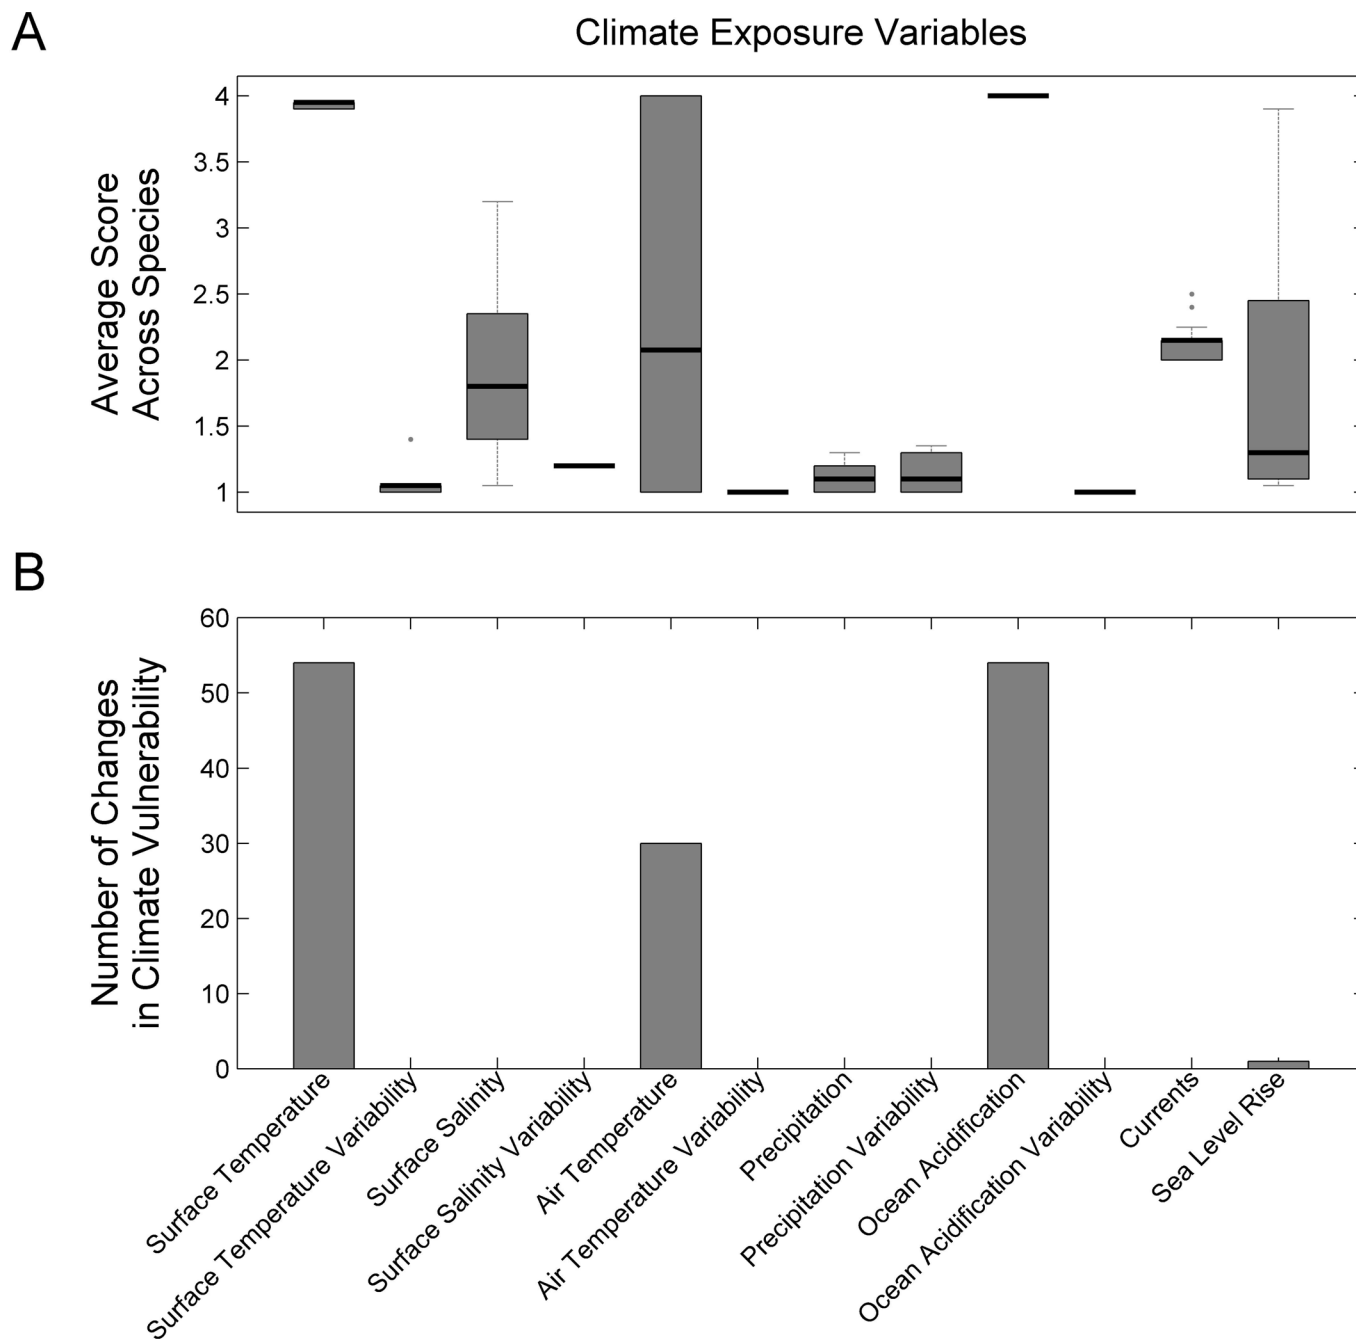 A
Climate Exposure Variables
Average Score
Across Species
4
3.5
3
2.5
2
1.5
1
B
Number of Changes
in Climate Vulnerability
60
50
40
30
20
10
0
Surface Temperature
Surface Temperature Variability
Surface Salinity
Surface Salinity Variability
Air Temperature
Air Temperature Variability
Precipitation
Precipitation Variability
Ocean Acidification
Ocean Acidification Variability
Currents
Sea Level Rise